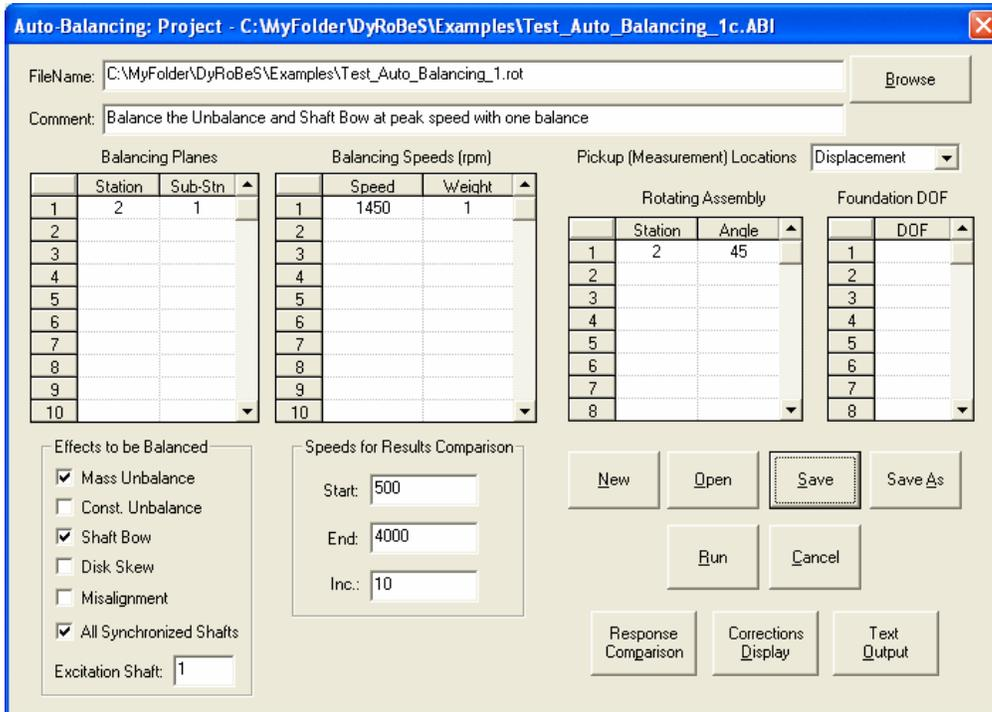 Auto-Balancing: Project - C:\MyFolder\DyRoBeS\Examples\Test_Auto_Balancing_1c.ABI
FileName: C:\MyFolder\DyRoBeS\Examples\Test_Auto_Balancing_1.rot Browse
Comment: Balance the Unbalance and Shaft Bow at peak speed with one balance
Balancing Planes
Station Sub-Stn
1 2 1
2
3
4
5
6
7
8
9
10
Balancing Speeds (rpm)
Speed Weight
1 1450 1
2
3
4
5
6
7
8
9
10
Pickup (Measurement) Locations Displacement
Rotating Assembly
Station Angle
1 2 45
2
3
4
5
6
7
8
Foundation DOF
DOF
1
2
3
4
5
6
7
8
Effects to be Balanced
Mass Unbalance
Const. Unbalance
Shaft Bow
Disk Skew
Misalignment
All Synchronized Shafts
Excitation Shaft: 1
Speeds for Results Comparison
Start: 500
End: 4000
Inc.: 10
New Open Save Save As
Run Cancel
Response Comparison
Corrections Display
Text Output